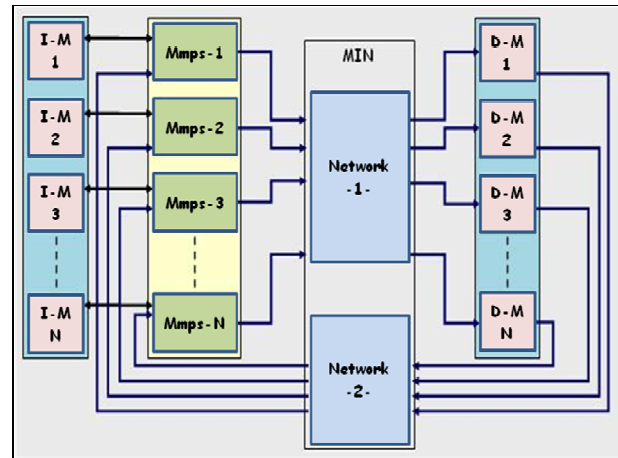 I-M
1
I-M
2
I-M
3
I-M
N
Mmps-1
Mmps-2
Mmps-3
Mmps-N
MIN
Network
-1-
Network
-2-
D-M
1
D-M
2
D-M
3
D-M
N